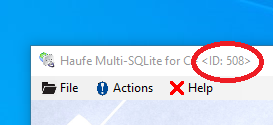 Haufe Multi-SQLite for C <ID: 508>
File Actions Help